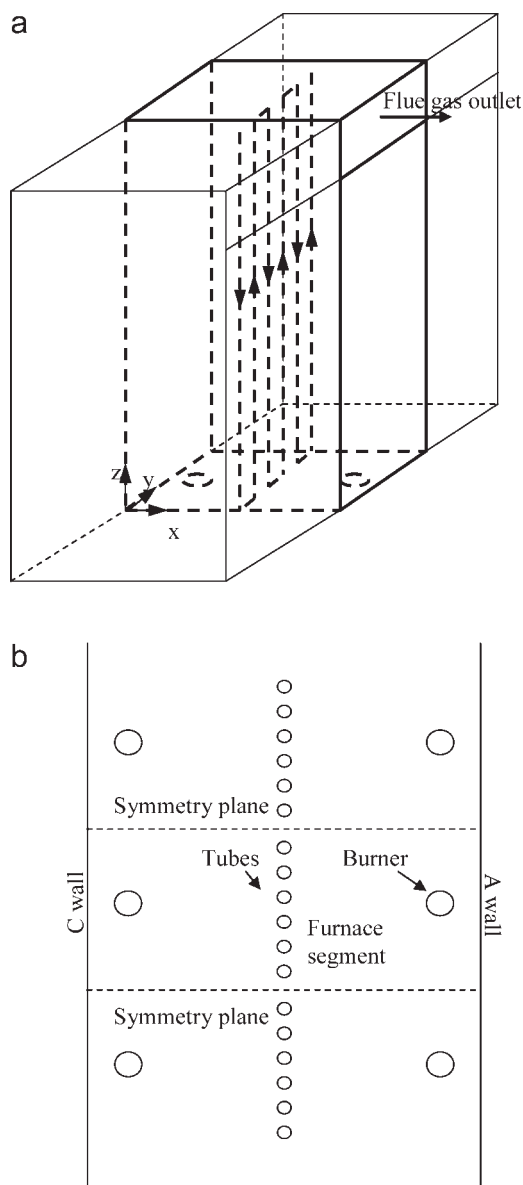 a
Flue gas outlet
z
y
x
b
Symmetry plane
Tubes
Burner
C wall
A wall
Furnace
segment
Symmetry plane